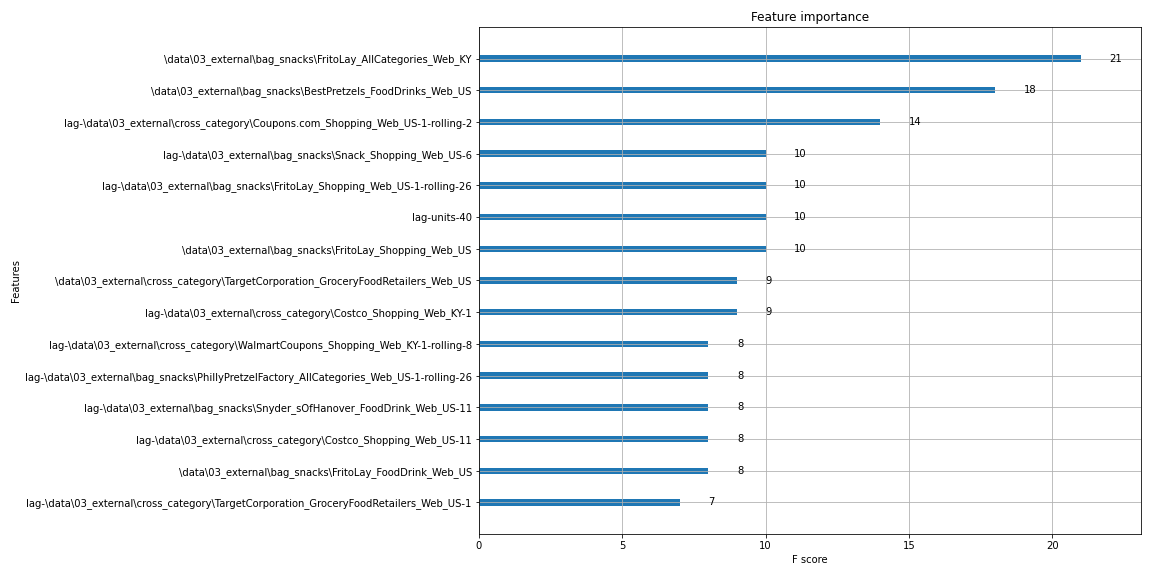 Feature importance
\data\03_external\bag_snacks\FritoLay_AllCategories_Web_KY
21
\data\03_external\bag_snacks\BestPretzels_FoodDrinks_Web_US
18
lag-\data\03_external\cross_category\Coupons.com_Shopping_Web_US-1-rolling-2
14
lag-\data\03_external\bag_snacks\Snack_Shopping_Web_US-6
10
lag-\data\03_external\bag_snacks\FritoLay_Shopping_Web_US-1-rolling-26
10
lag-units-40
10
\data\03_external\bag_snacks\FritoLay_Shopping_Web_US
10
\data\03_external\cross_category\TargetCorporation_GroceryFoodRetailers_Web_US
9
lag-\data\03_external\cross_category\Costco_Shopping_Web_KY-1
9
lag-\data\03_external\cross_category\WalmartCoupons_Shopping_Web_KY-1-rolling-8
8
lag-\data\03_external\bag_snacks\PhillyPretzelFactory_AllCategories_Web_US-1-rolling-26
8
lag-\data\03_external\bag_snacks\Snyder_sOfHanover_FoodDrink_Web_US-11
8
lag-\data\03_external\cross_category\Costco_Shopping_Web_US-11
8
\data\03_external\bag_snacks\FritoLay_FoodDrink_Web_US
8
lag-\data\03_external\cross_category\TargetCorporation_GroceryFoodRetailers_Web_US-1
7
Features
0 5 10 15 20
F score